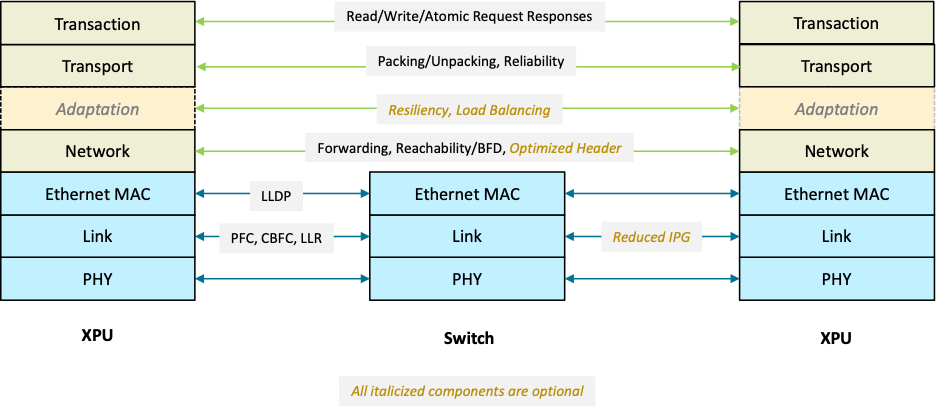 Transaction Read/Write/Atomic Request Responses Transaction
Transport Packing/Unpacking, Reliability Transport
Adaptation Resiliency, Load Balancing Adaptation
Network Forwarding, Reachability/BFD, Optimized Header Network
Ethernet MAC LLDP Ethernet MAC Ethernet MAC
Link PFC, CBFC, LLR Link Reduced IPG Link
PHY PHY PHY
XPU Switch XPU
All italicized components are optional